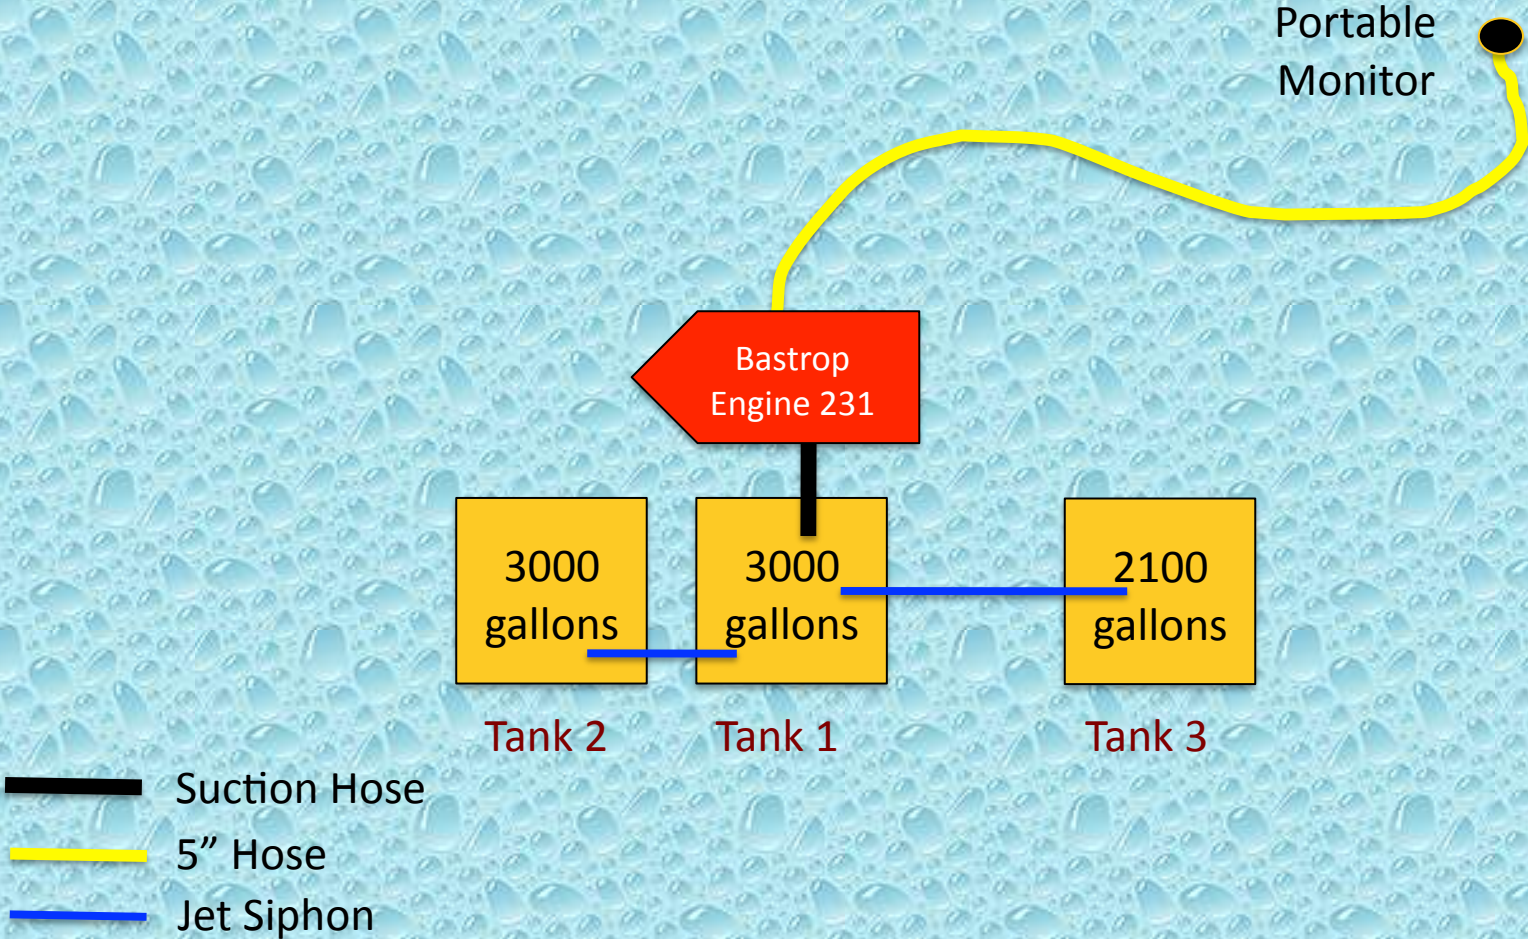 Portable
Monitor
Bastrop
Engine 231
3000
gallons
3000
gallons
2100
gallons
Tank 2
Tank 1
Tank 3
Suction Hose
5” Hose
Jet Siphon